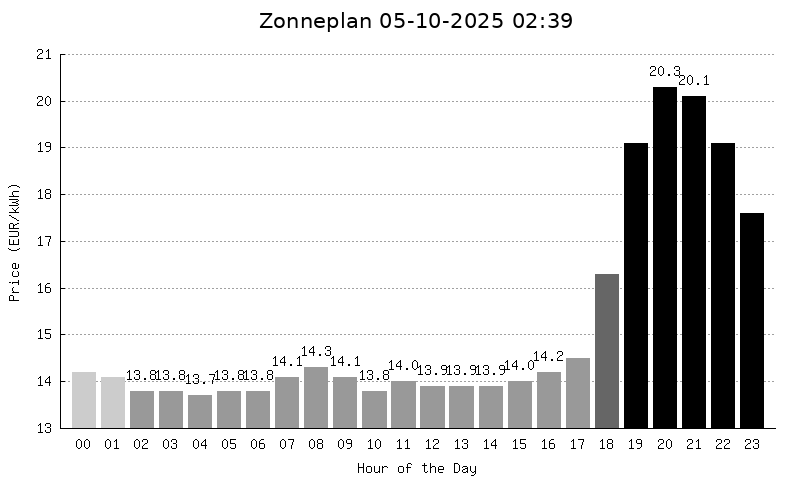 Zonneplan 05-10-2025 02:39
21
20
19
18
17
16
15
14
13
Price (EUR/kWh)
13.8 13.8 13.7 13.8 13.8 14.1 14.3 14.1 13.8 14.0 13.9 13.9 13.9 14.0 14.2 20.3 20.1
00 01 02 03 04 05 06 07 08 09 10 11 12 13 14 15 16 17 18 19 20 21 22 23
Hour of the Day